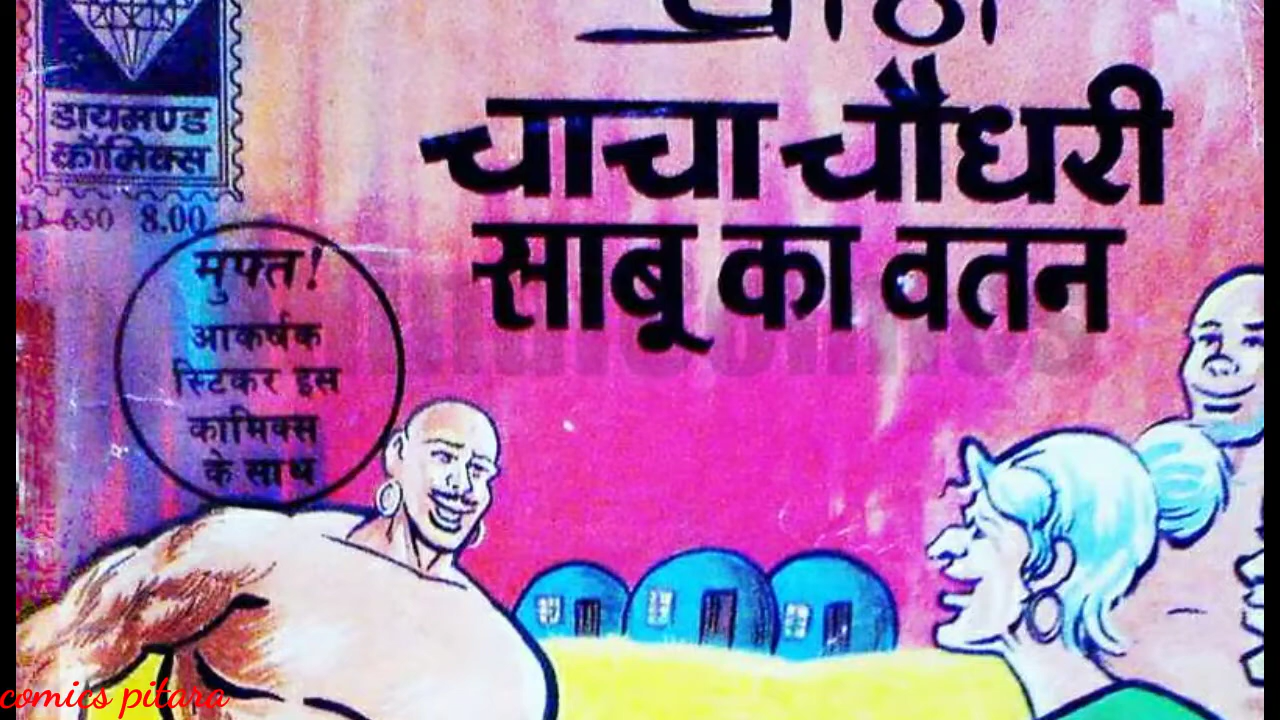 चाचा चौधरी
साबू का वतन
डायमण्ड
कॉमिक्स
D-650 8.00
मुफ्त!
आकर्षक
स्टिकर इस
कामिक्स
के साथ
comics pitara